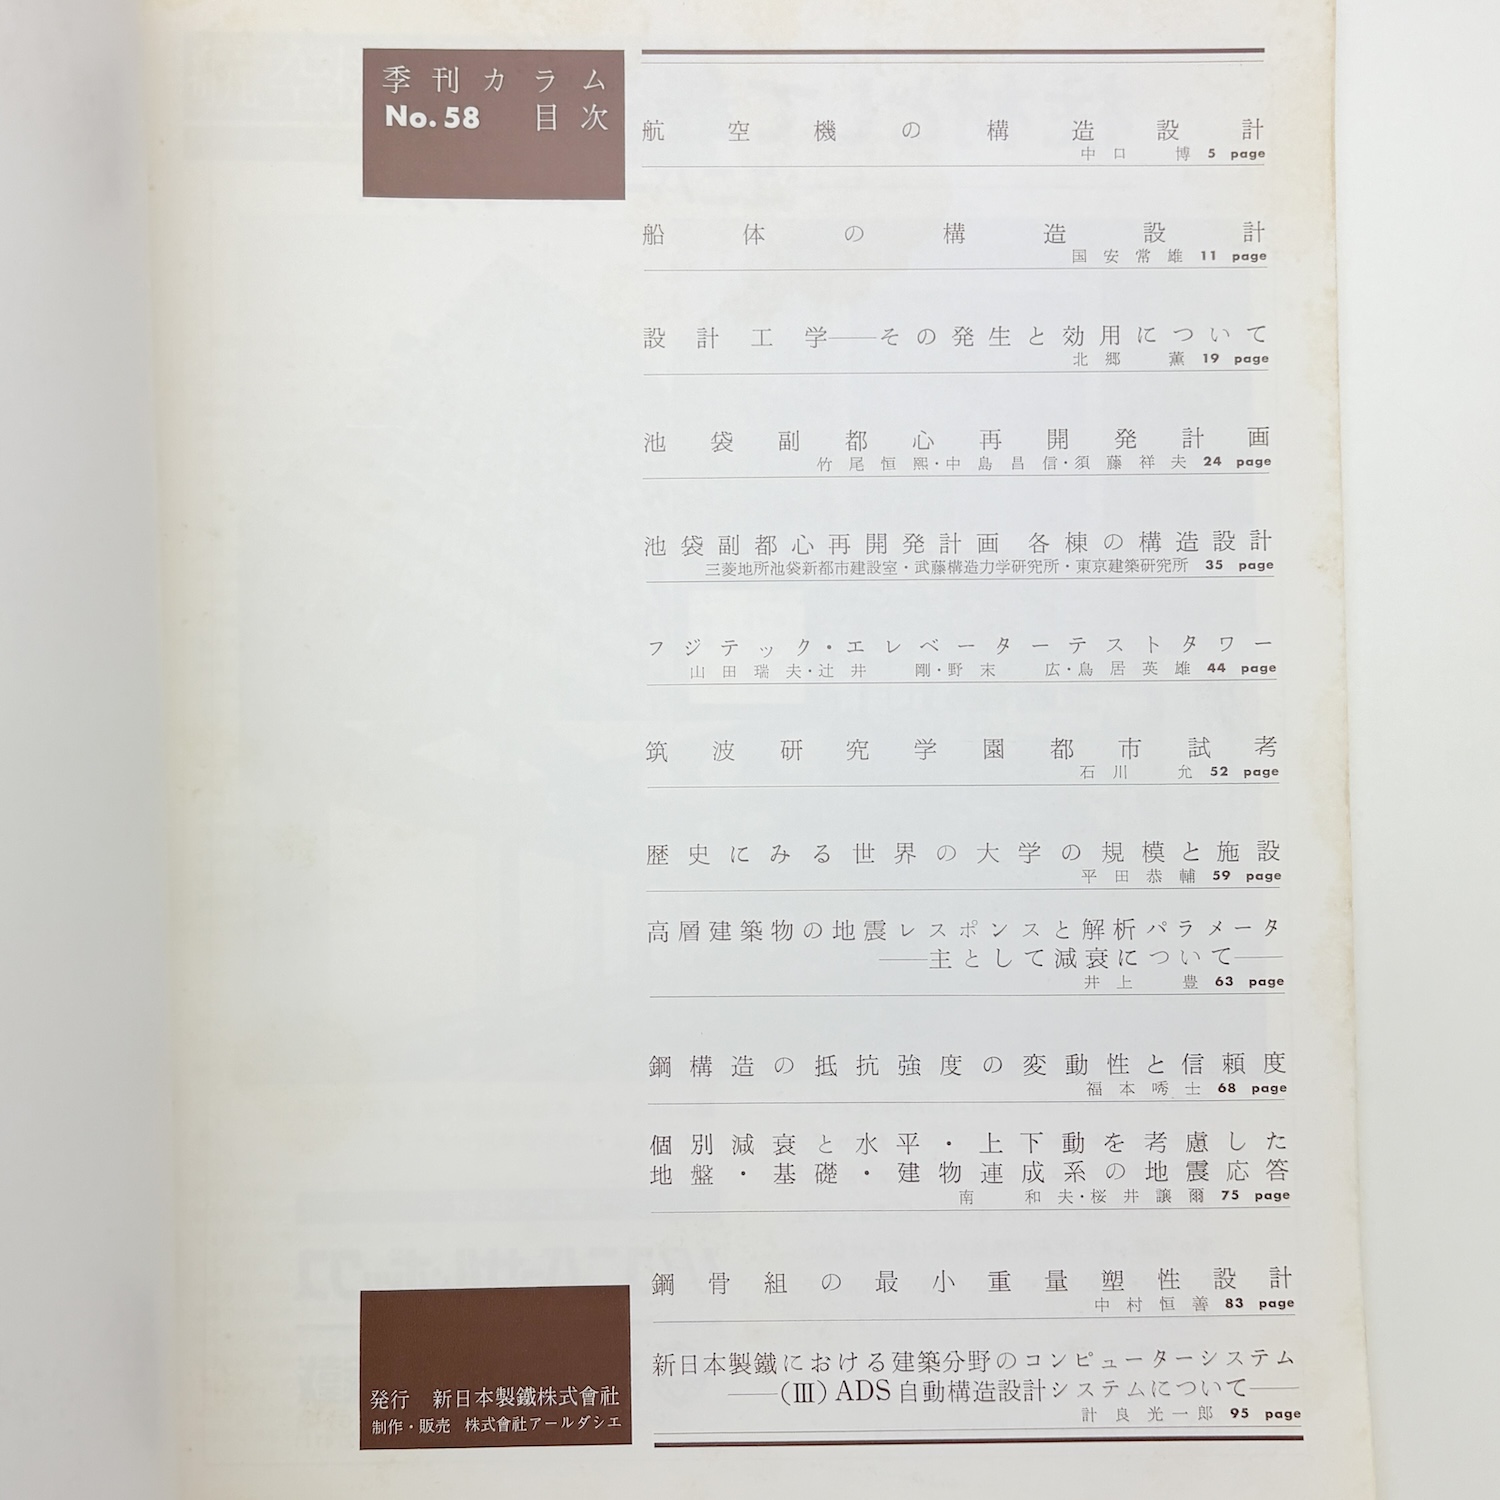 季刊カラム
No. 58 目次
航空機の構造設計
中口 博 5 page
船体の構造設計
国安常雄 11 page
設計工学――その発生と効用について
北郷 薫 19 page
池袋副都心再開発計画
竹尾恒熙・中島昌信・須藤祥夫 24 page
池袋副都心再開発計画 各棟の構造設計
三菱地所池袋新都市建設室・武藤構造力学研究所・東京建築研究所 35 page
フジテック・エレベーターテストタワー
山田瑞夫・辻井 剛・野末 広・鳥居英雄 44 page
筑波研究学園都市試考
石川 允 52 page
歴史にみる世界の大学の規模と施設
平田恭輔 59 page
高層建築物の地震レスポンスと解析パラメータ
――主として減衰について――
井上 豊 63 page
鋼構造の抵抗強度の変動性と信頼度
福本唀士 68 page
個別減衰と水平・上下動を考慮した
地盤・基礎・建物連成系の地震応答
南 和夫・桜井譲爾 75 page
鋼骨組の最小重量塑性設計
中村恒善 83 page
新日本製鐵における建築分野のコンピューターシステム
――(Ⅲ) ADS 自動構造設計システムについて――
計良光一郎 95 page
発行 新日本製鐵株式會社
制作・販売 株式會社アールダシエ